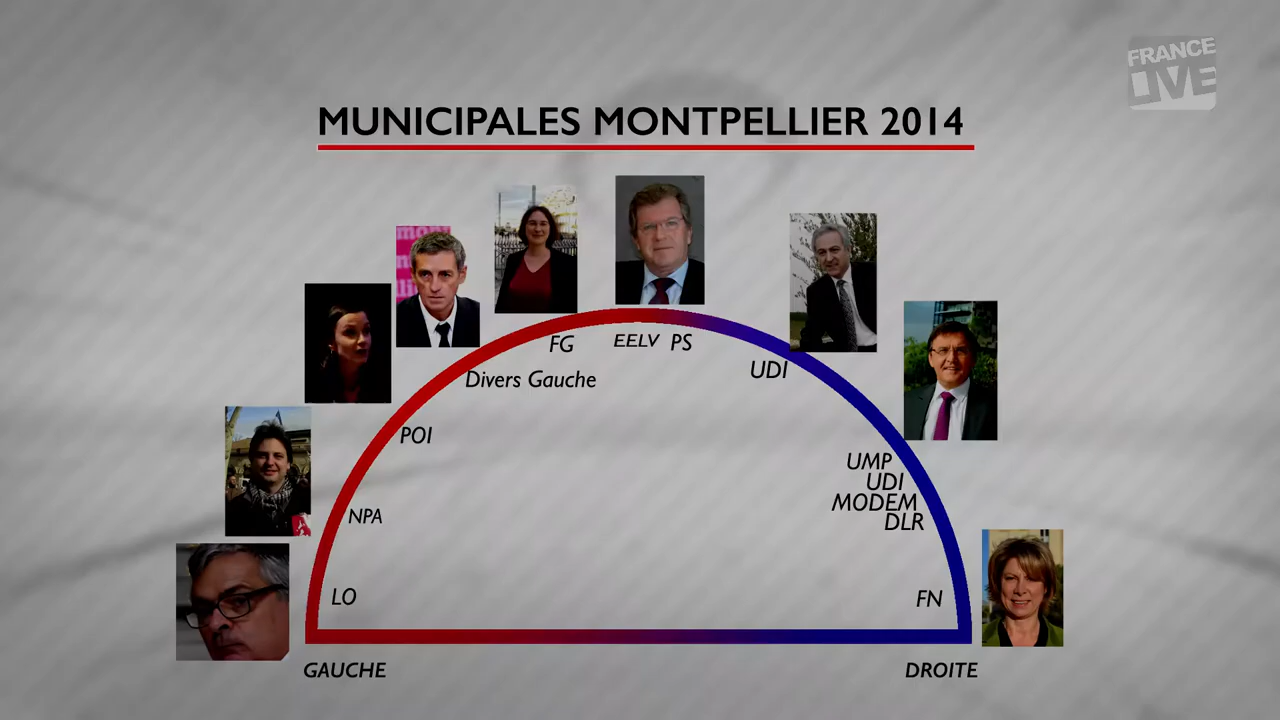 FRANCE
LIVE
MUNICIPALES MONTPELLIER 2014
FG
EELV PS
UDI
Divers Gauche
POI
UMP
UDI
MODEM
DLR
NPA
LO
FN
GAUCHE
DROITE